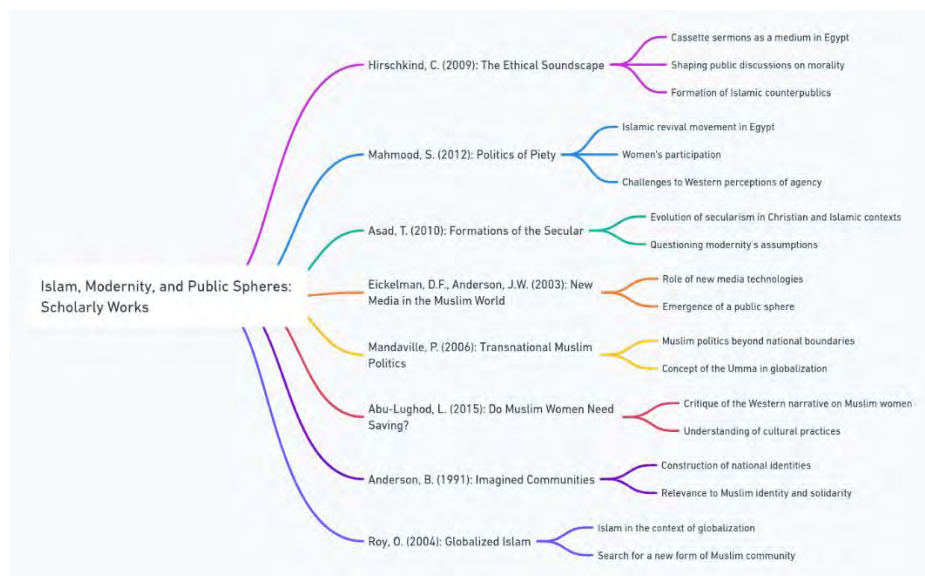 Islam, Modernity, and Public Spheres:
Scholarly Works
Hirschkind, C. (2009): The Ethical Soundscape
Cassette sermons as a medium in Egypt
Shaping public discussions on morality
Formation of Islamic counterpublics
Mahmood, S. (2012): Politics of Piety
Islamic revival movement in Egypt
Women's participation
Challenges to Western perceptions of agency
Asad, T. (2010): Formations of the Secular
Evolution of secularism in Christian and Islamic contexts
Questioning modernity's assumptions
Eickelman, D.F., Anderson, J.W. (2003): New
Media in the Muslim World
Role of new media technologies
Emergence of a public sphere
Mandaville, P. (2006): Transnational Muslim
Politics
Muslim politics beyond national boundaries
Concept of the Umma in globalization
Abu-Lughod, L. (2015): Do Muslim Women Need
Saving?
Critique of the Western narrative on Muslim women
Understanding of cultural practices
Anderson, B. (1991): Imagined Communities
Construction of national identities
Relevance to Muslim identity and solidarity
Roy, O. (2004): Globalized Islam
Islam in the context of globalization
Search for a new form of Muslim community